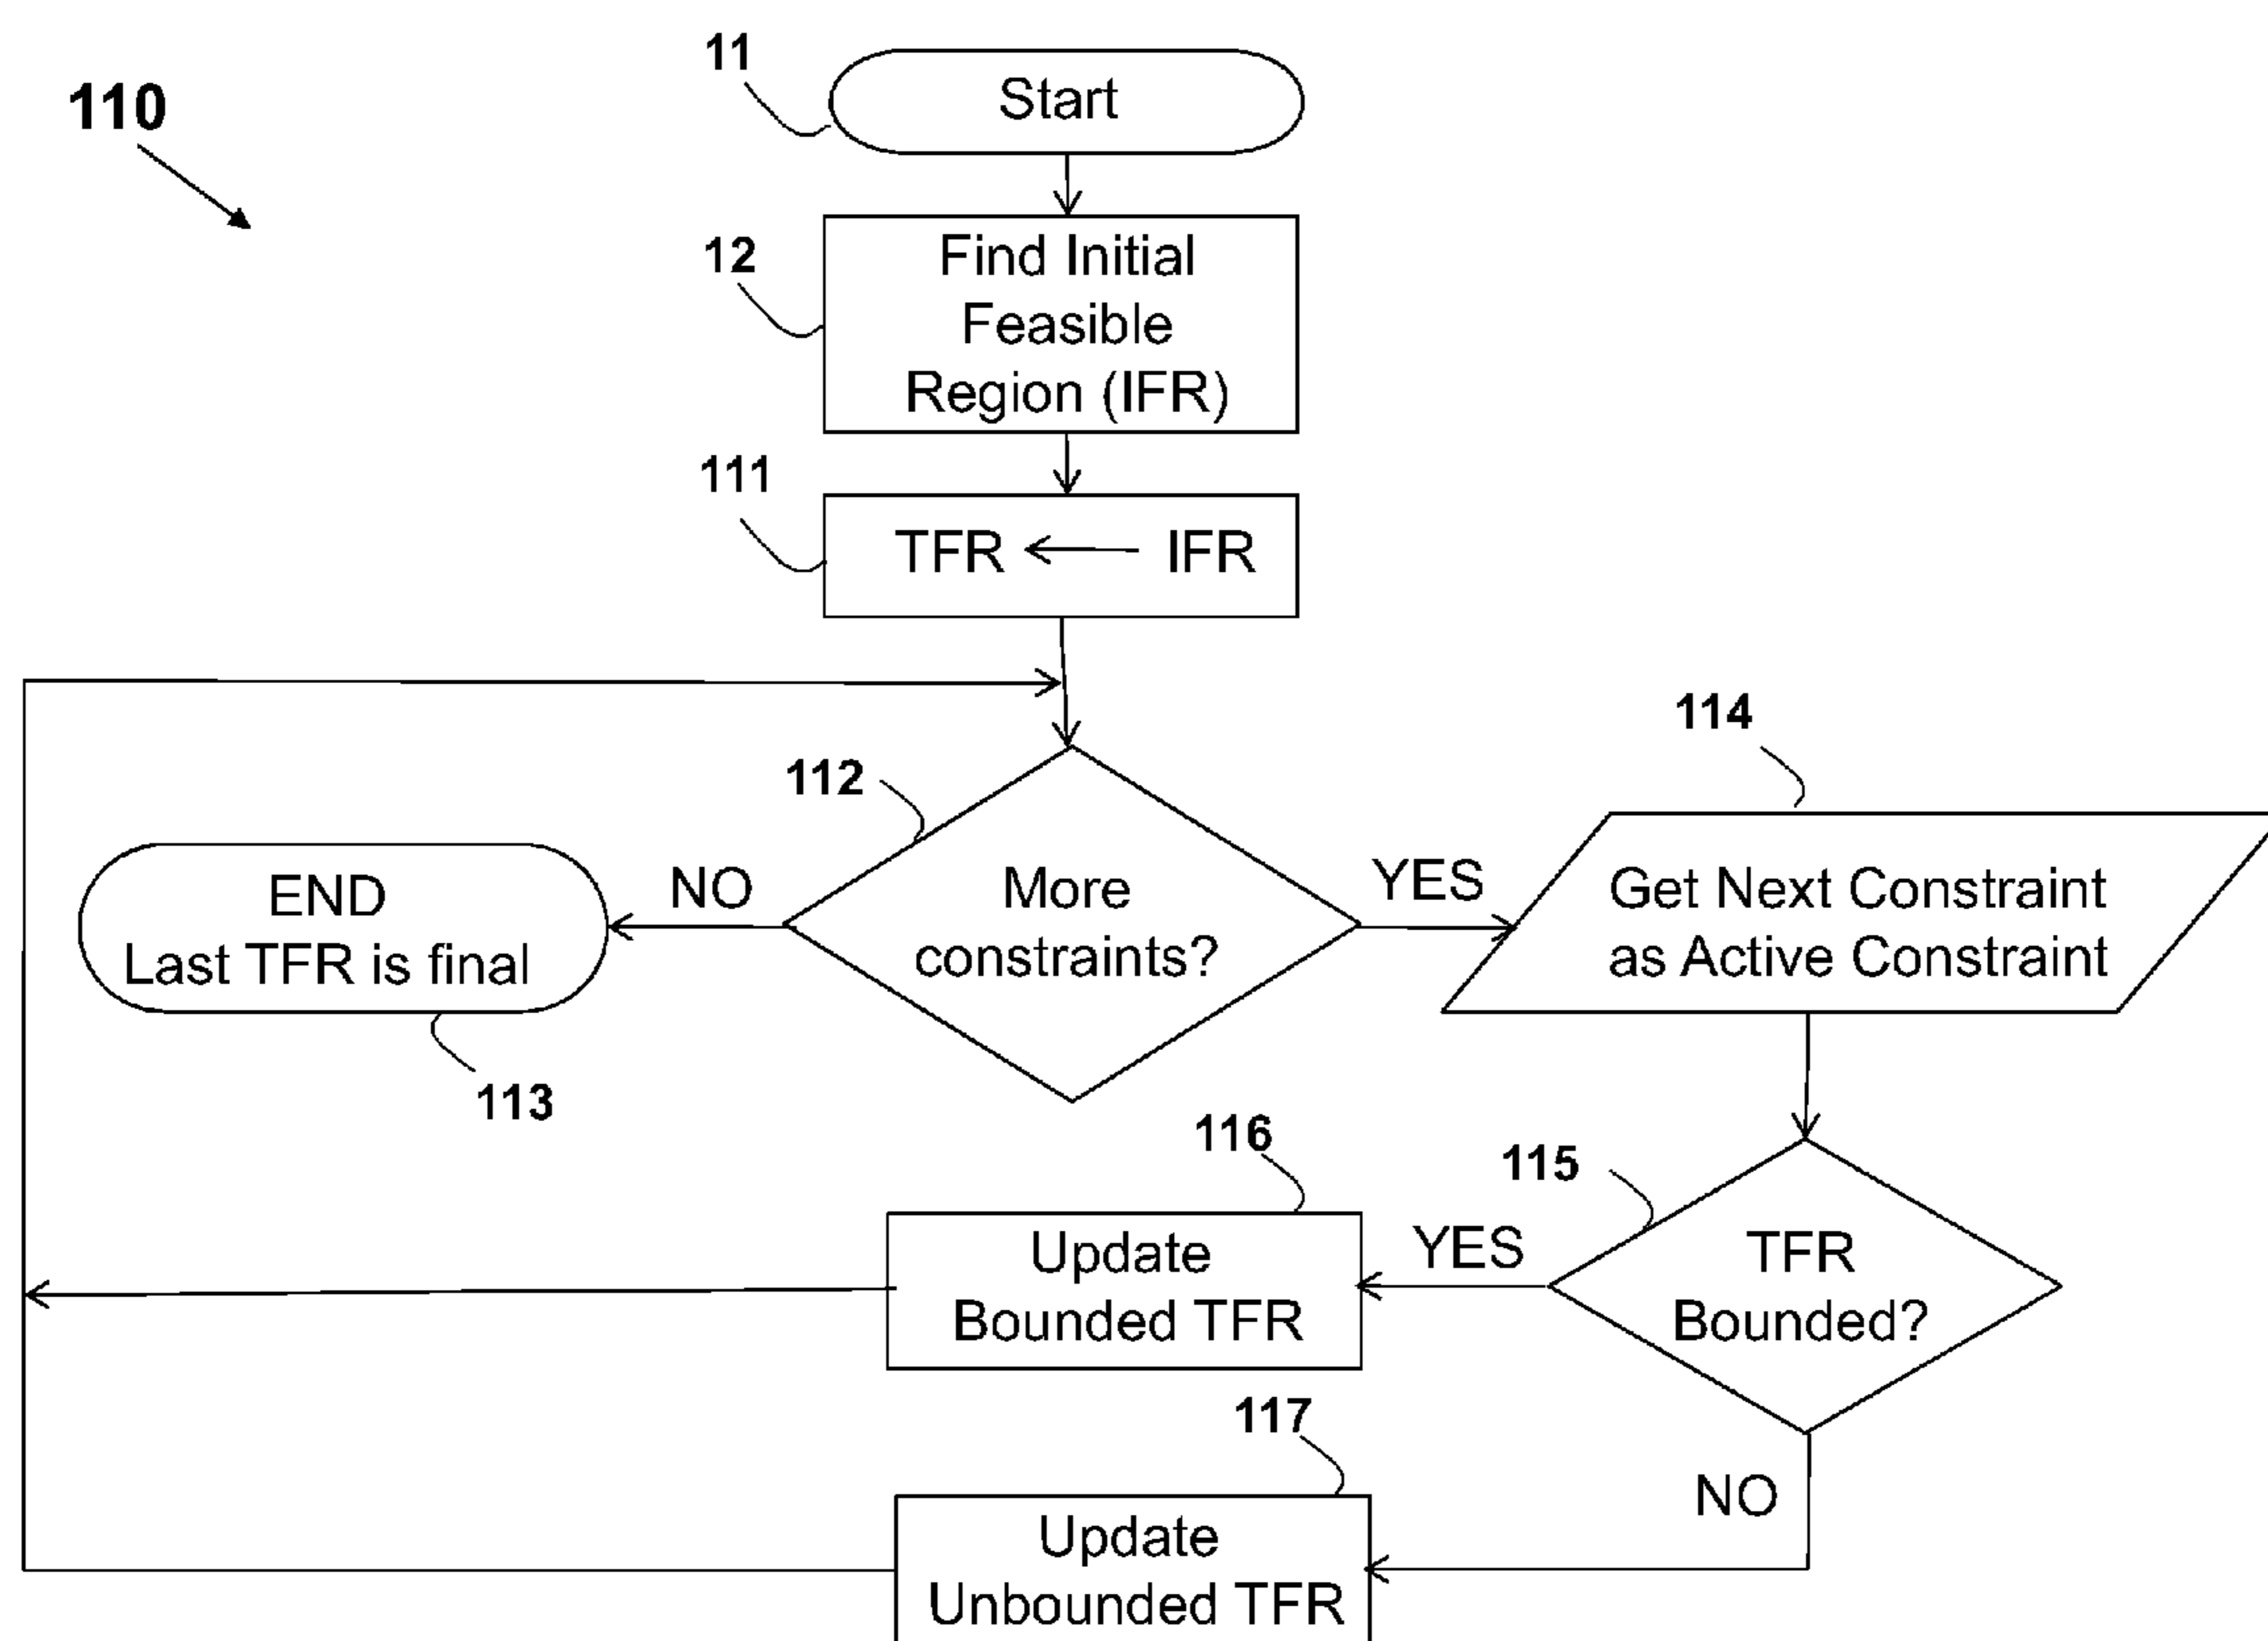 110
11
Start
12
Find Initial
Feasible
Region (IFR)
111
TFR IFR
112
More
constraints?
NO
END
Last TFR is final
113
YES
114
Get Next Constraint
as Active Constraint
115
TFR
Bounded?
YES
116
Update
Bounded TFR
NO
117
Update
Unbounded TFR